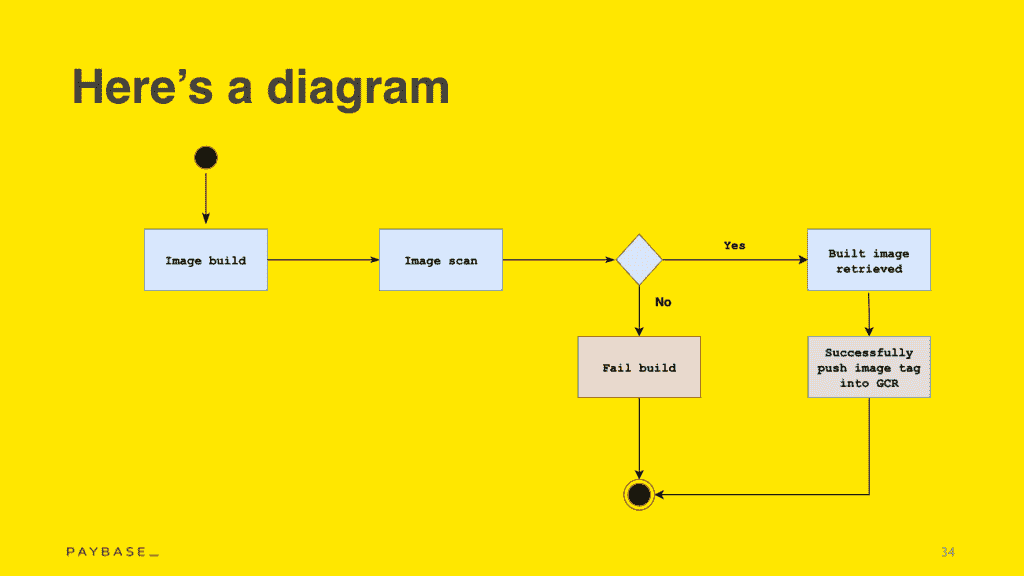 Here’s a diagram
Image build
Image scan
Yes
Built image
retrieved
No
Fail build
Successfully
push image tag
into GCR
PAYBASE_
34